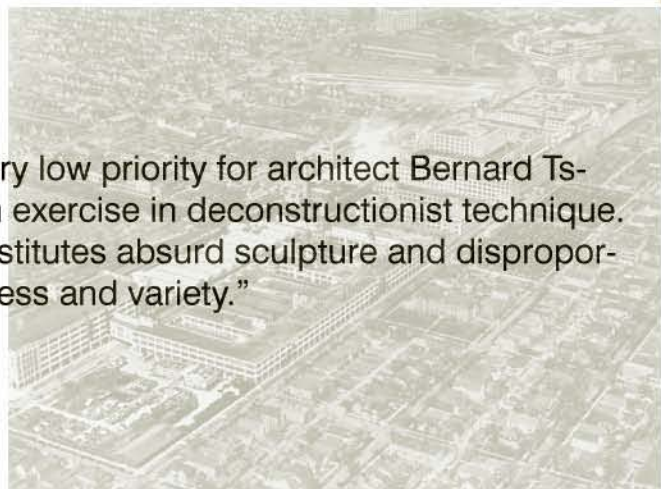 ry low priority for architect Bernard Ts-
exercise in deconstructionist technique.
stitutes absurd sculpture and dispropor-
ess and variety.”